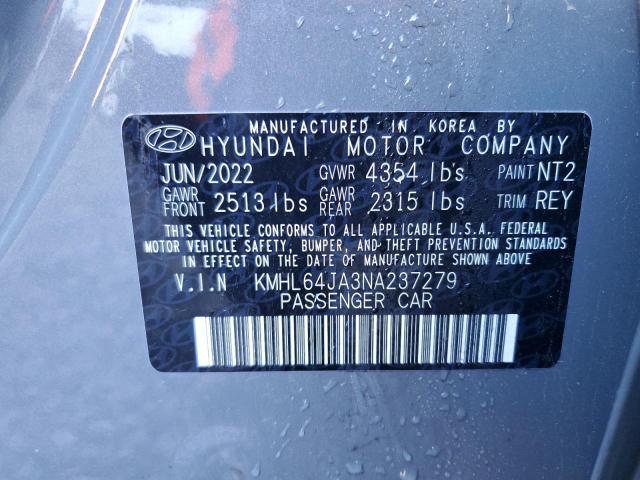 MANUFACTURED IN KOREA BY
HYUNDAI MOTOR COMPANY
JUN/2022 GVWR 4354 lbs PAINT NT2
GAWR FRONT 2513 lbs GAWR REAR 2315 lbs TRIM REY
THIS VEHICLE CONFORMS TO ALL APPLICABLE U.S.A. FEDERAL
MOTOR VEHICLE SAFETY, BUMPER, AND THEFT PREVENTION STANDARDS
IN EFFECT ON THE DATE OF MANUFACTURE SHOWN ABOVE
V.I.N KMHL64JA3NA237279
PASSENGER CAR